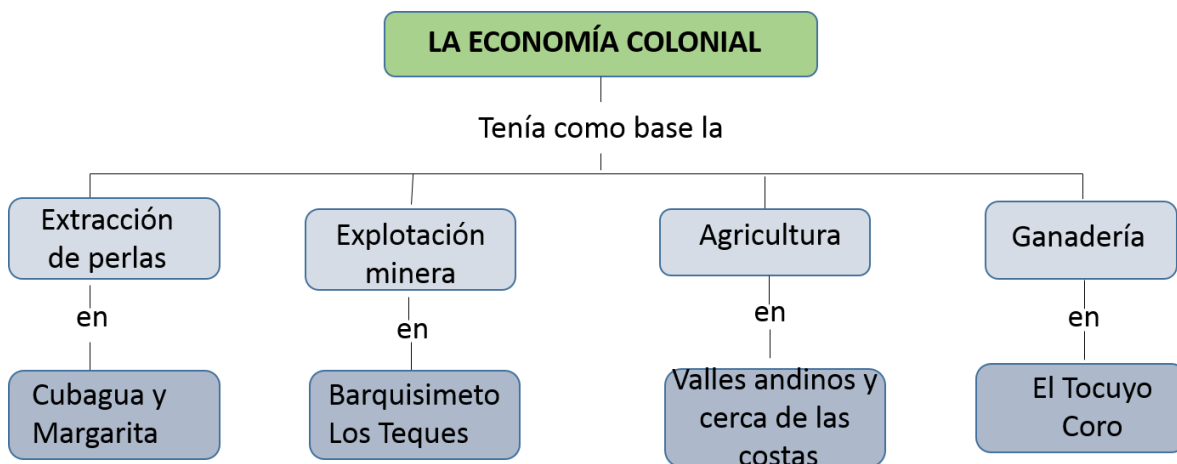 LA ECONOMÍA COLONIAL
Tenía como base la
Extracción
de perlas
Explotación
minera
Agricultura
Ganadería
en
en
en
en
Cubagua y
Margarita
Barquisimeto
Los Teques
Valles andinos y
cerca de las
costas
El Tocuyo
Coro